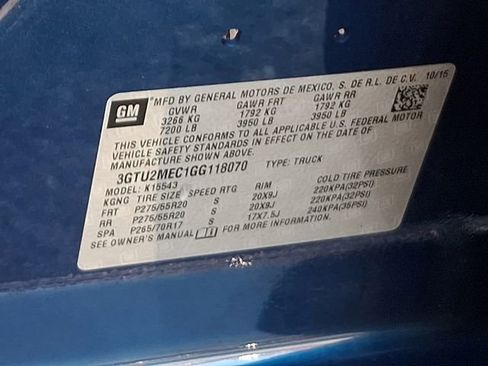 GM
MFD BY GENERAL MOTORS DE MEXICO, S. DE R.L. DE C.V. 10/15
GVWR GAWR FRT GAWR RR
3266 KG 1792 KG 1792 KG
7200 LB 3950 LB 3950 LB
THIS VEHICLE CONFORMS TO ALL APPLICABLE U.S. FEDERAL MOTOR
VEHICLE SAFETY STANDARDS IN EFFECT ON THE DATE OF
MANUFACTURE SHOWN ABOVE.
3GTU2MEC1GG118070 TYPE: TRUCK
MODEL: K15543
KGNG TIRE SIZE SPEED RTG RIM COLD TIRE PRESSURE
FRT P275/55R20 S 20X9J 220KPA(32PSI)
RR P275/55R20 S 20X9J 220KPA(32PSI)
SPA P265/70R17 S 17X7.5J 240KPA(35PSI)
SEE OWNER'S MANUAL FOR ADDITIONAL INFORMATION.